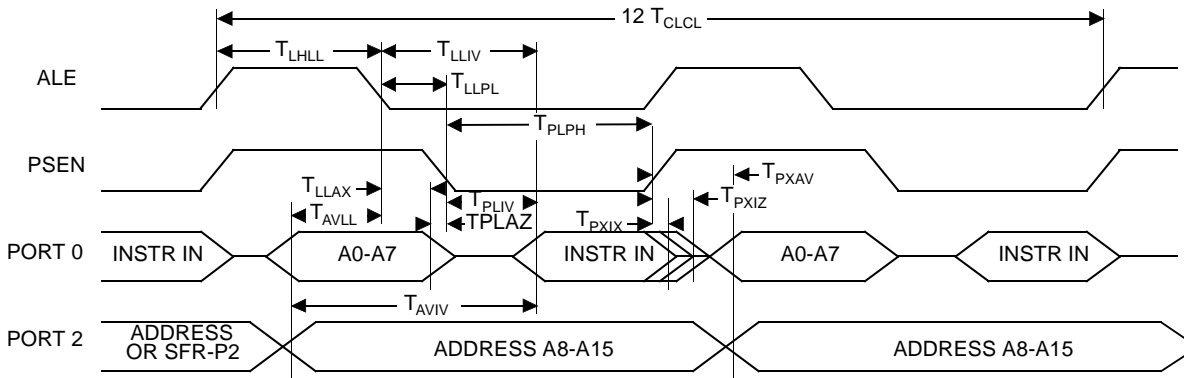 12 TCLCL
TLHLL
TLLIV
ALE
TLLPL
TPLPH
PSEN
TLLAX
TPXAV
TPLIV
TPXIZ
TAVLL
TPLAZ
TPXIX
PORT 0
INSTR IN
A0-A7
INSTR IN
A0-A7
INSTR IN
TAVIV
PORT 2
ADDRESS
OR SFR-P2
ADDRESS A8-A15
ADDRESS A8-A15